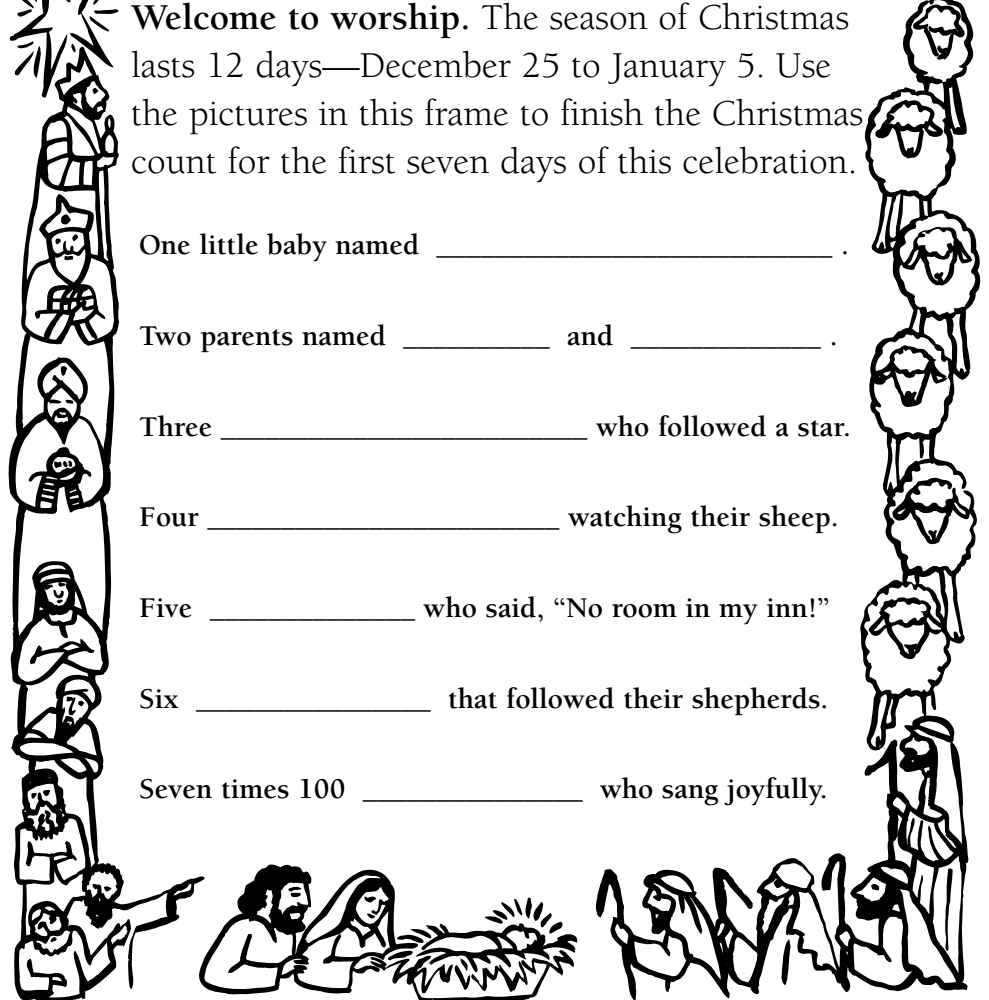 Welcome to worship. The season of Christmas
lasts 12 days—December 25 to January 5. Use
the pictures in this frame to finish the Christmas
count for the first seven days of this celebration.
One little baby named ___________________________ .
Two parents named __________ and _____________ .
Three _________________________ who followed a star.
Four ________________________ watching their sheep.
Five ______________ who said, “No room in my inn!”
Six ________________ that followed their shepherds.
Seven times 100 _______________ who sang joyfully.